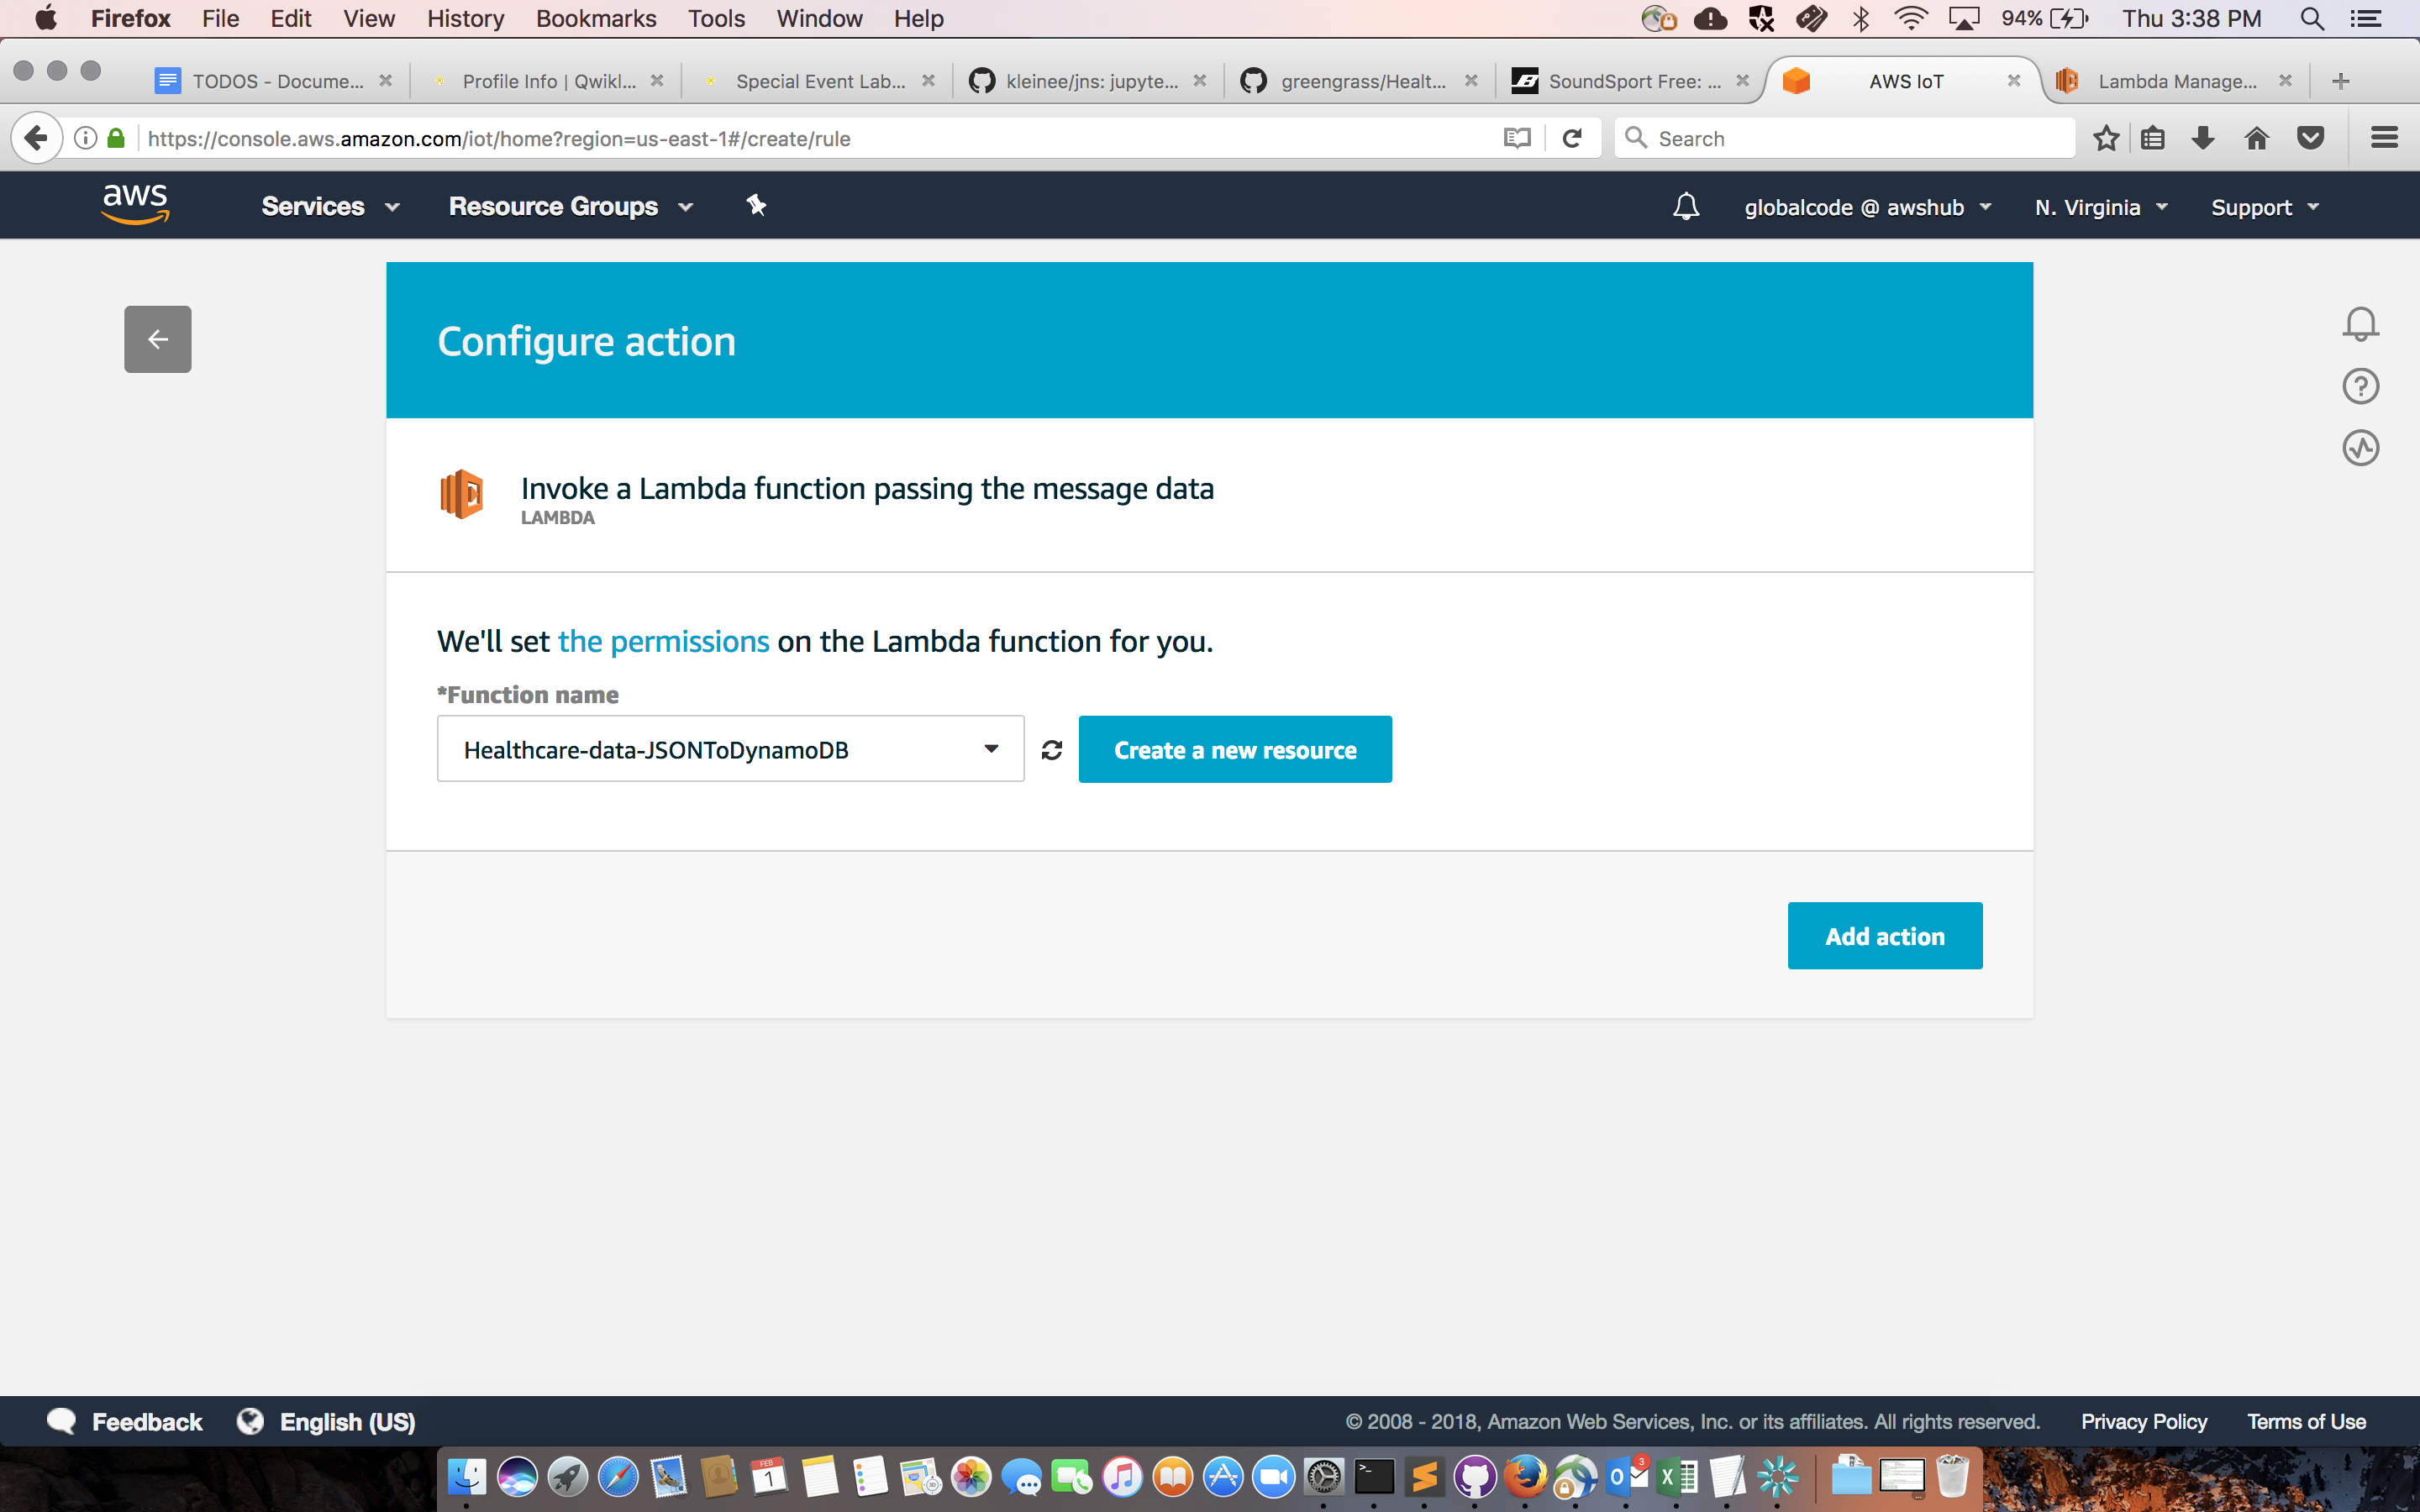 Firefox File Edit View History Bookmarks Tools Window Help 94% Thu 3:38 PM
TODOS - Docume... Profile Info | Qwikl... Special Event Lab... kleinee/jns: jupyte... greengrass/Healt... SoundSport Free: ... AWS IoT Lambda Manage...
https://console.aws.amazon.com/iot/home?region=us-east-1#/create/rule Search
aws Services Resource Groups globalcode @ awshub N. Virginia Support
Configure action
Invoke a Lambda function passing the message data
LAMBDA
We'll set the permissions on the Lambda function for you.
*Function name
Healthcare-data-JSONToDynamoDB Create a new resource
Add action
Feedback English (US) © 2008 - 2018, Amazon Web Services, Inc. or its affiliates. All rights reserved. Privacy Policy Terms of Use
FEB
1
3